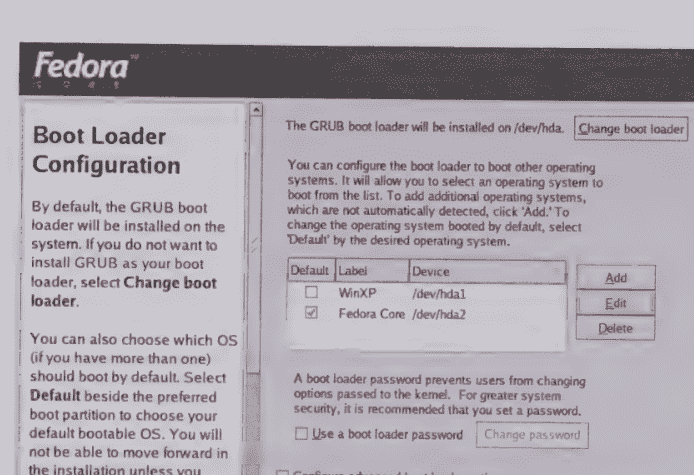 Fedora
CORE
Boot Loader
Configuration
By default, the GRUB boot
loader will be installed on the
system. If you do not want to
install GRUB as your boot
loader, select Change boot
loader.
You can also choose which OS
(if you have more than one)
should boot by default. Select
Default beside the preferred
boot partition to choose your
default bootable OS. You will
not be able to move forward in
the installation unless you
The GRUB boot loader will be installed on /dev/hda.
Change boot loader
You can configure the boot loader to boot other operating
systems. It will allow you to select an operating system to
boot from the list. To add additional operating systems,
which are not automatically detected, click 'Add.' To
change the operating system booted by default, select
'Default' by the desired operating system.
Default Label Device
WinXP /dev/hda1
Fedora Core /dev/hda2
Add
Edit
Delete
A boot loader password prevents users from changing
options passed to the kernel. For greater system
security, it is recommended that you set a password.
Use a boot loader password Change password